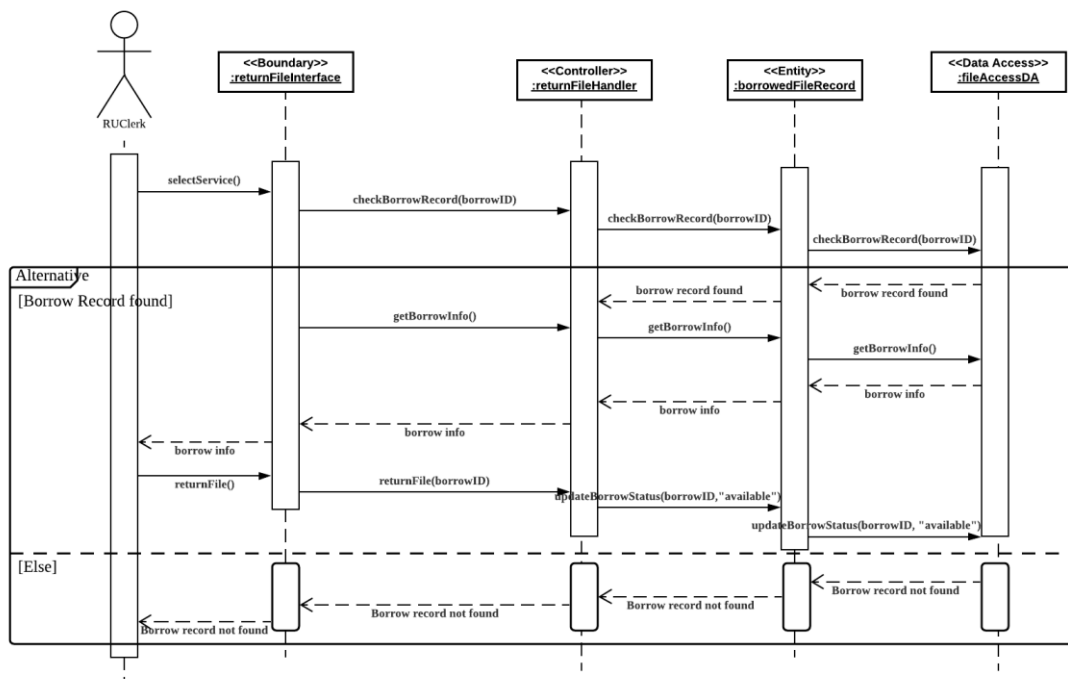 <<Boundary>>
:returnFileInterface
<<Controller>>
:returnFileHandler
<<Entity>>
:borrowedFileRecord
<<Data Access>>
:fileAccessDA
RUClerk
selectService()
checkBorrowRecord(borrowID)
checkBorrowRecord(borrowID)
checkBorrowRecord(borrowID)
Alternative
[Borrow Record found]
borrow record found
borrow record found
getBorrowInfo()
getBorrowInfo()
getBorrowInfo()
borrow info
borrow info
borrow info
borrow info
returnFile()
returnFile(borrowID)
updateBorrowStatus(borrowID,"available")
updateBorrowStatus(borrowID, "available")
[Else]
Borrow record not found
Borrow record not found
Borrow record not found
Borrow record not found